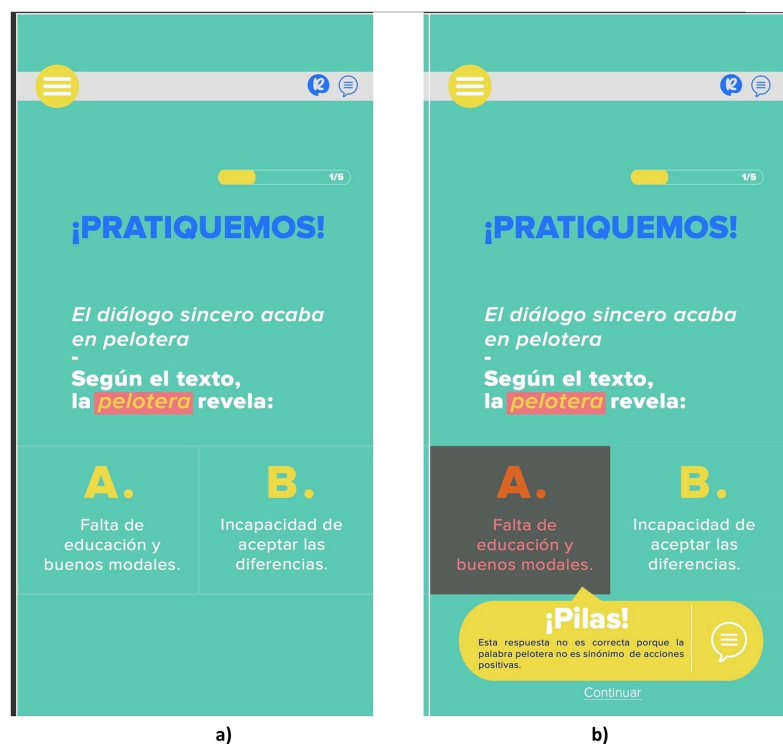 1/5
¡PRATIQUEMOS!
El diálogo sincero acaba
en pelotera
-
Según el texto,
la pelotera revela:
A.
Falta de
educación y
buenos modales.
B.
Incapacidad de
aceptar las
diferencias.
a)
1/5
¡PRATIQUEMOS!
El diálogo sincero acaba
en pelotera
-
Según el texto,
la pelotera revela:
A.
Falta de
educación y
buenos modales.
B.
Incapacidad de
aceptar las
diferencias.
¡Pilas!
Esta respuesta no es correcta porque la
palabra pelotera no es sinónimo de acciones
positivas.
Continuar
b)